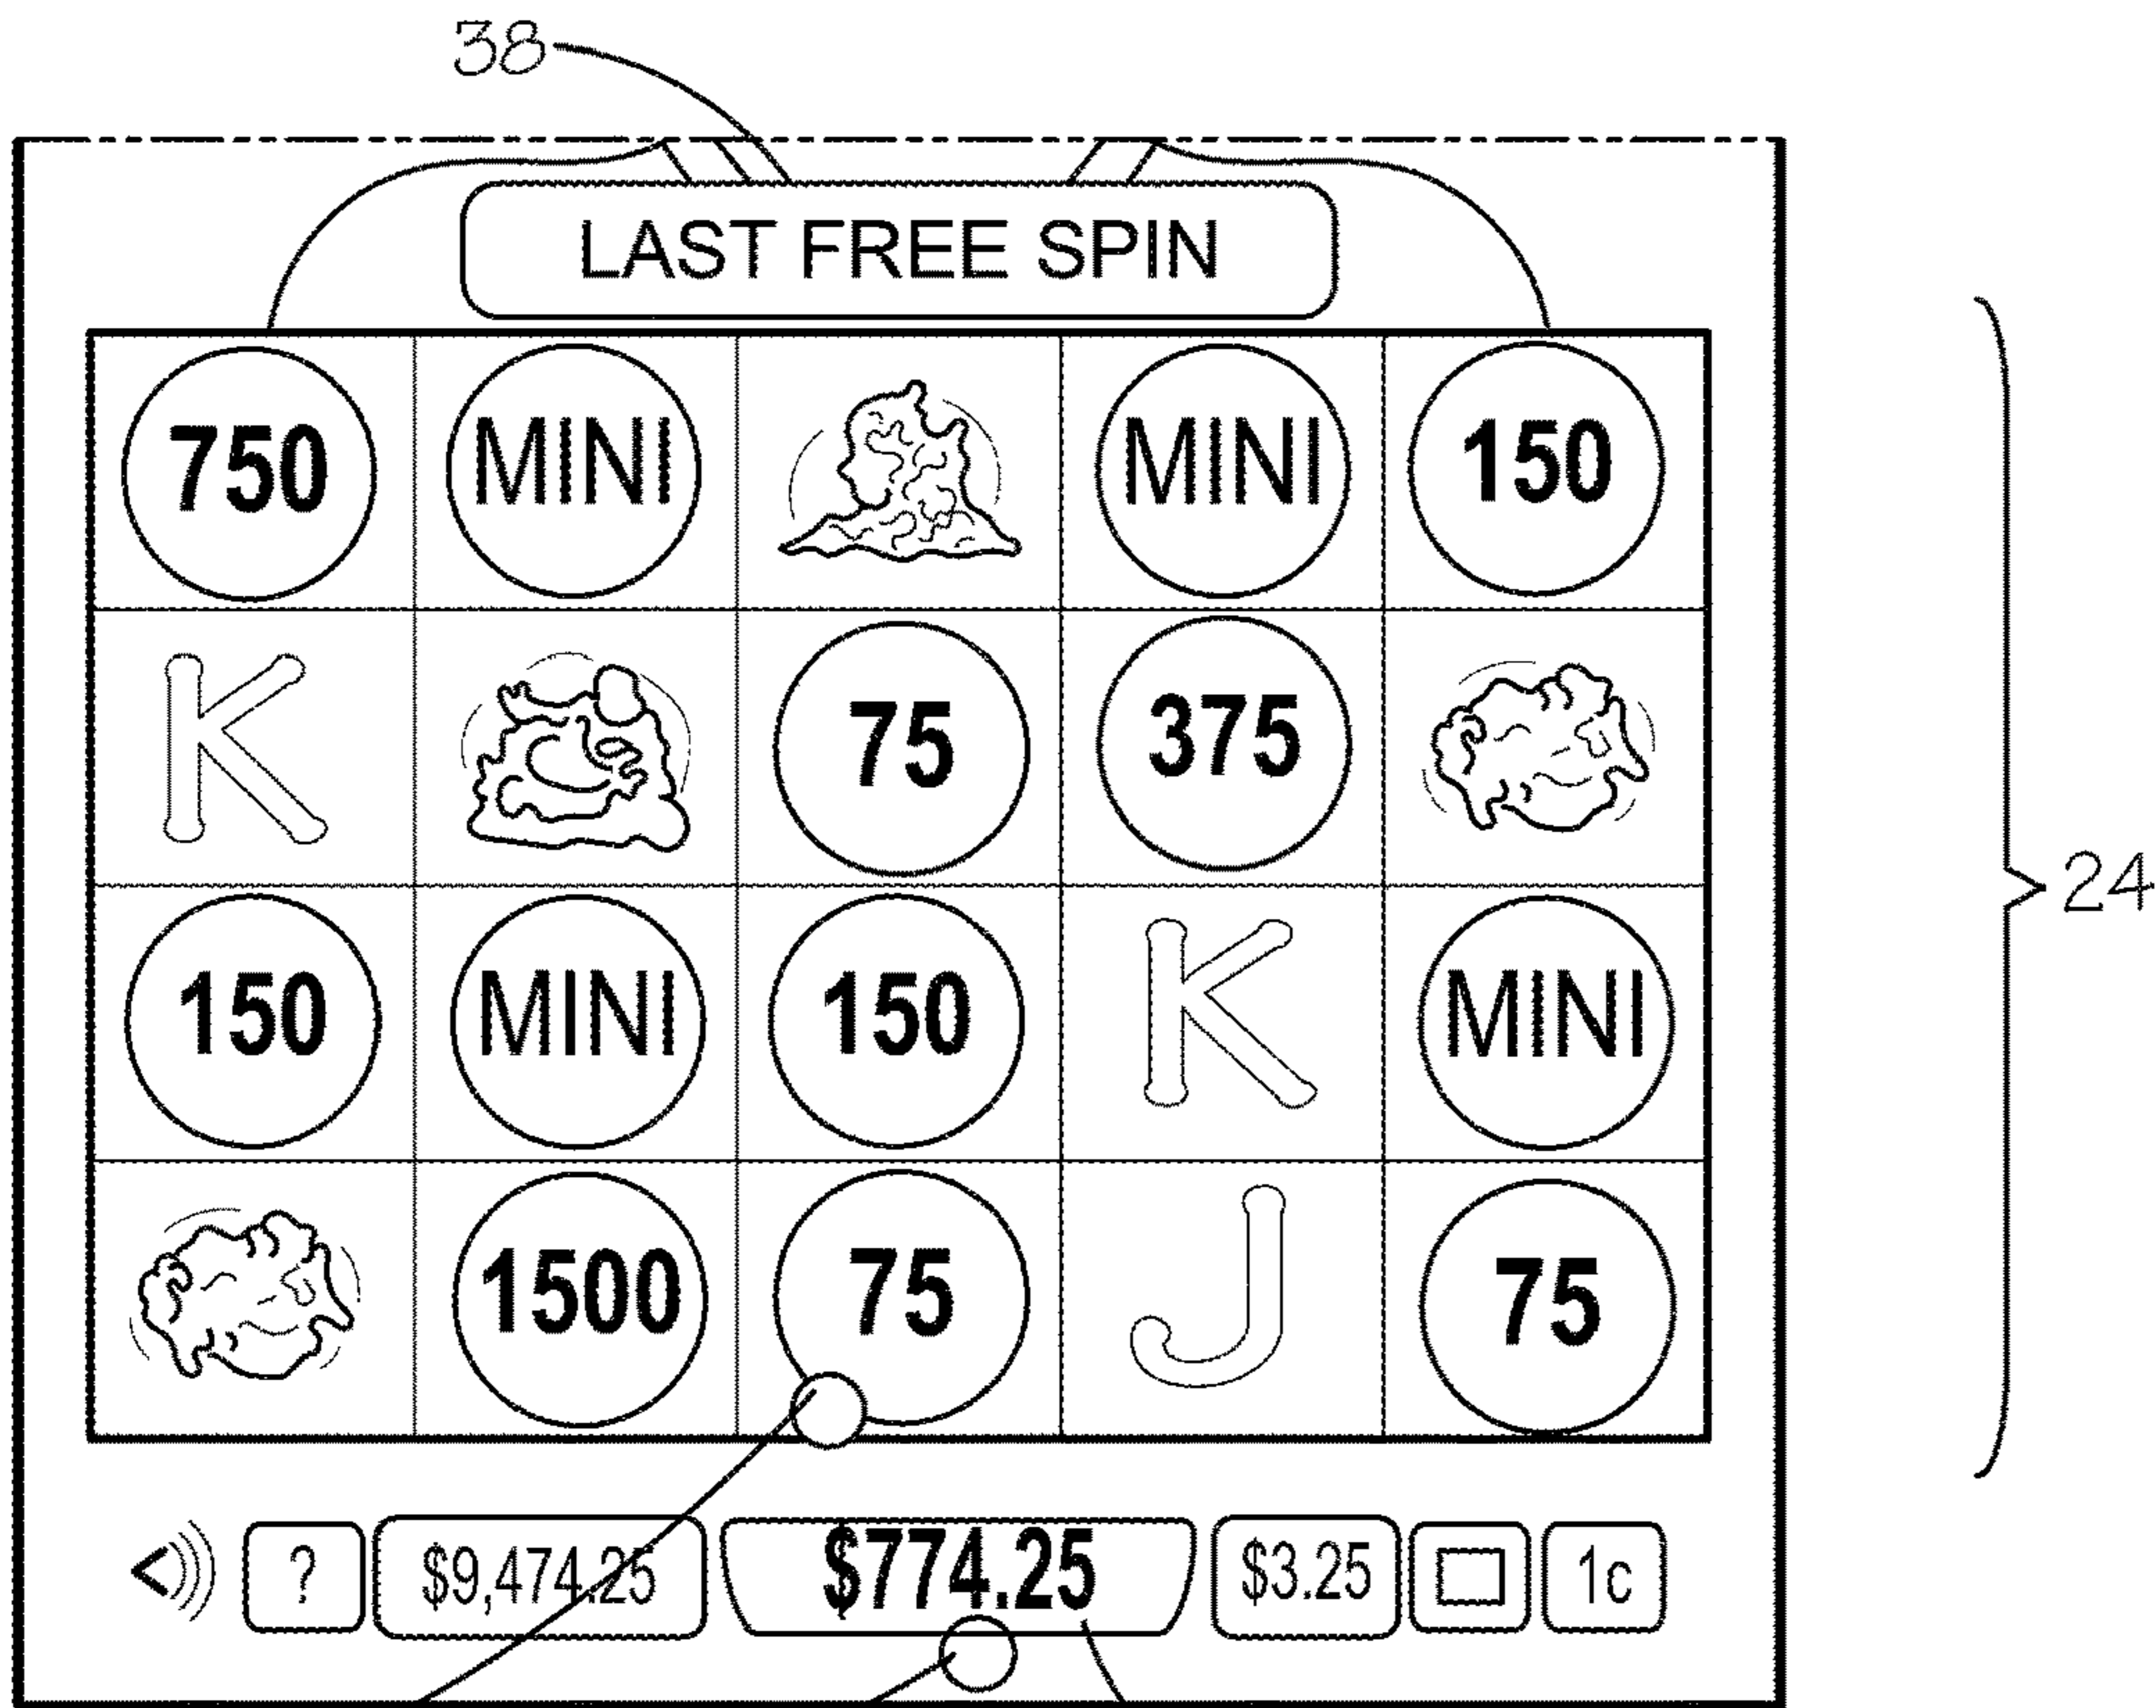 38
LAST FREE SPIN
750 MINI MINI 150
K 75 375
150 MINI 150 K MINI
1500 75 J 75
24
? $9,474.25 $774.25 $3.25 1c